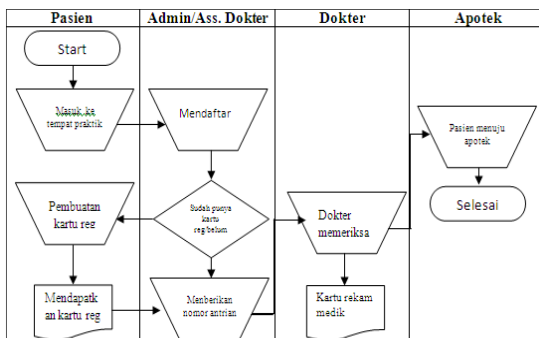 Pasien
Admin/Ass. Dokter
Dokter
Apotek
Start
Masuk ke
tempat praktik
Mendaftar
Pasien menuju
apotek
Pembuatan
kartu reg
Sudah punya
kartu
reg/belum
Dokter
memeriksa
Selesai
Mendapatk
an kartu reg
Menberikan
nomor antrian
Kartu rekam
medik